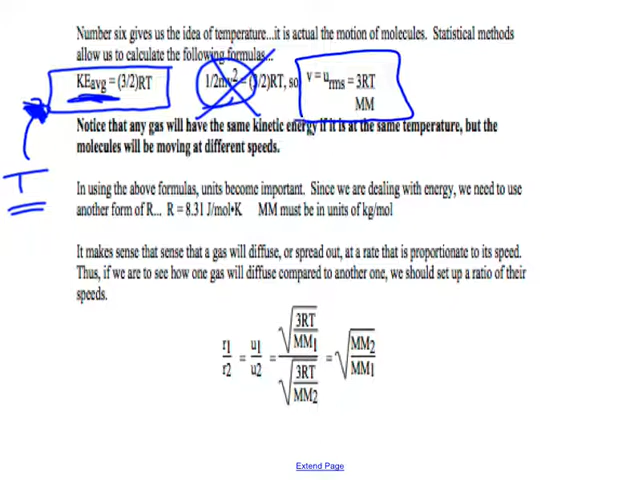 Number six gives us the idea of temperature...it is actual the motion of molecules. Statistical methods
allow us to calculate the following formulas...
KEavg = (3/2)RT 1/2mv² = (3/2)RT, so v = urms = 3RT
MM
Notice that any gas will have the same kinetic energy if it is at the same temperature, but the
molecules will be moving at different speeds.
T
In using the above formulas, units become important. Since we are dealing with energy, we need to use
another form of R... R = 8.31 J/mol•K MM must be in units of kg/mol
It makes sense that sense that a gas will diffuse, or spread out, at a rate that is proportionate to its speed.
Thus, if we are to see how one gas will diffuse compared to another one, we should set up a ratio of their
speeds.
r1/r2 = u1/u2 = √(3RT/MM1) / √(3RT/MM2) = √(MM2/MM1)
Extend Page